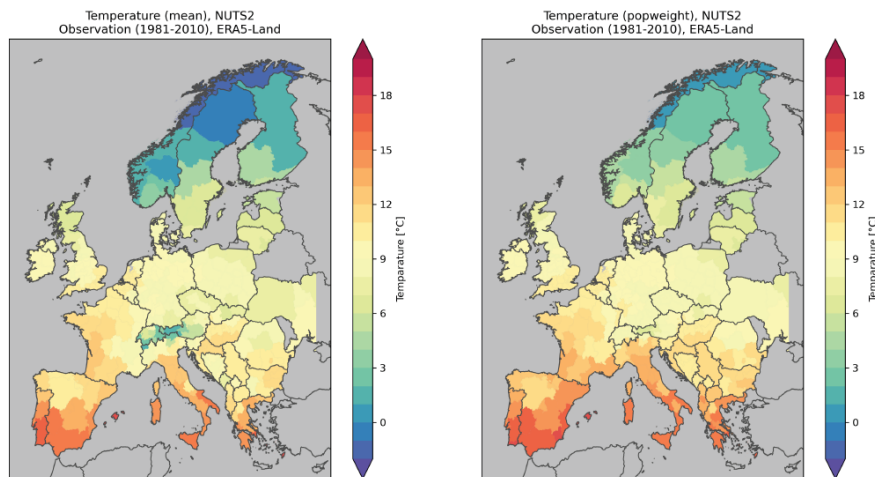 Temperature (mean), NUTS2
Observation (1981-2010), ERA5-Land
18
15
12
9
6
3
0
Temparature [°C]
Temperature (popweight), NUTS2
Observation (1981-2010), ERA5-Land
18
15
12
9
6
3
0
Temparature [°C]